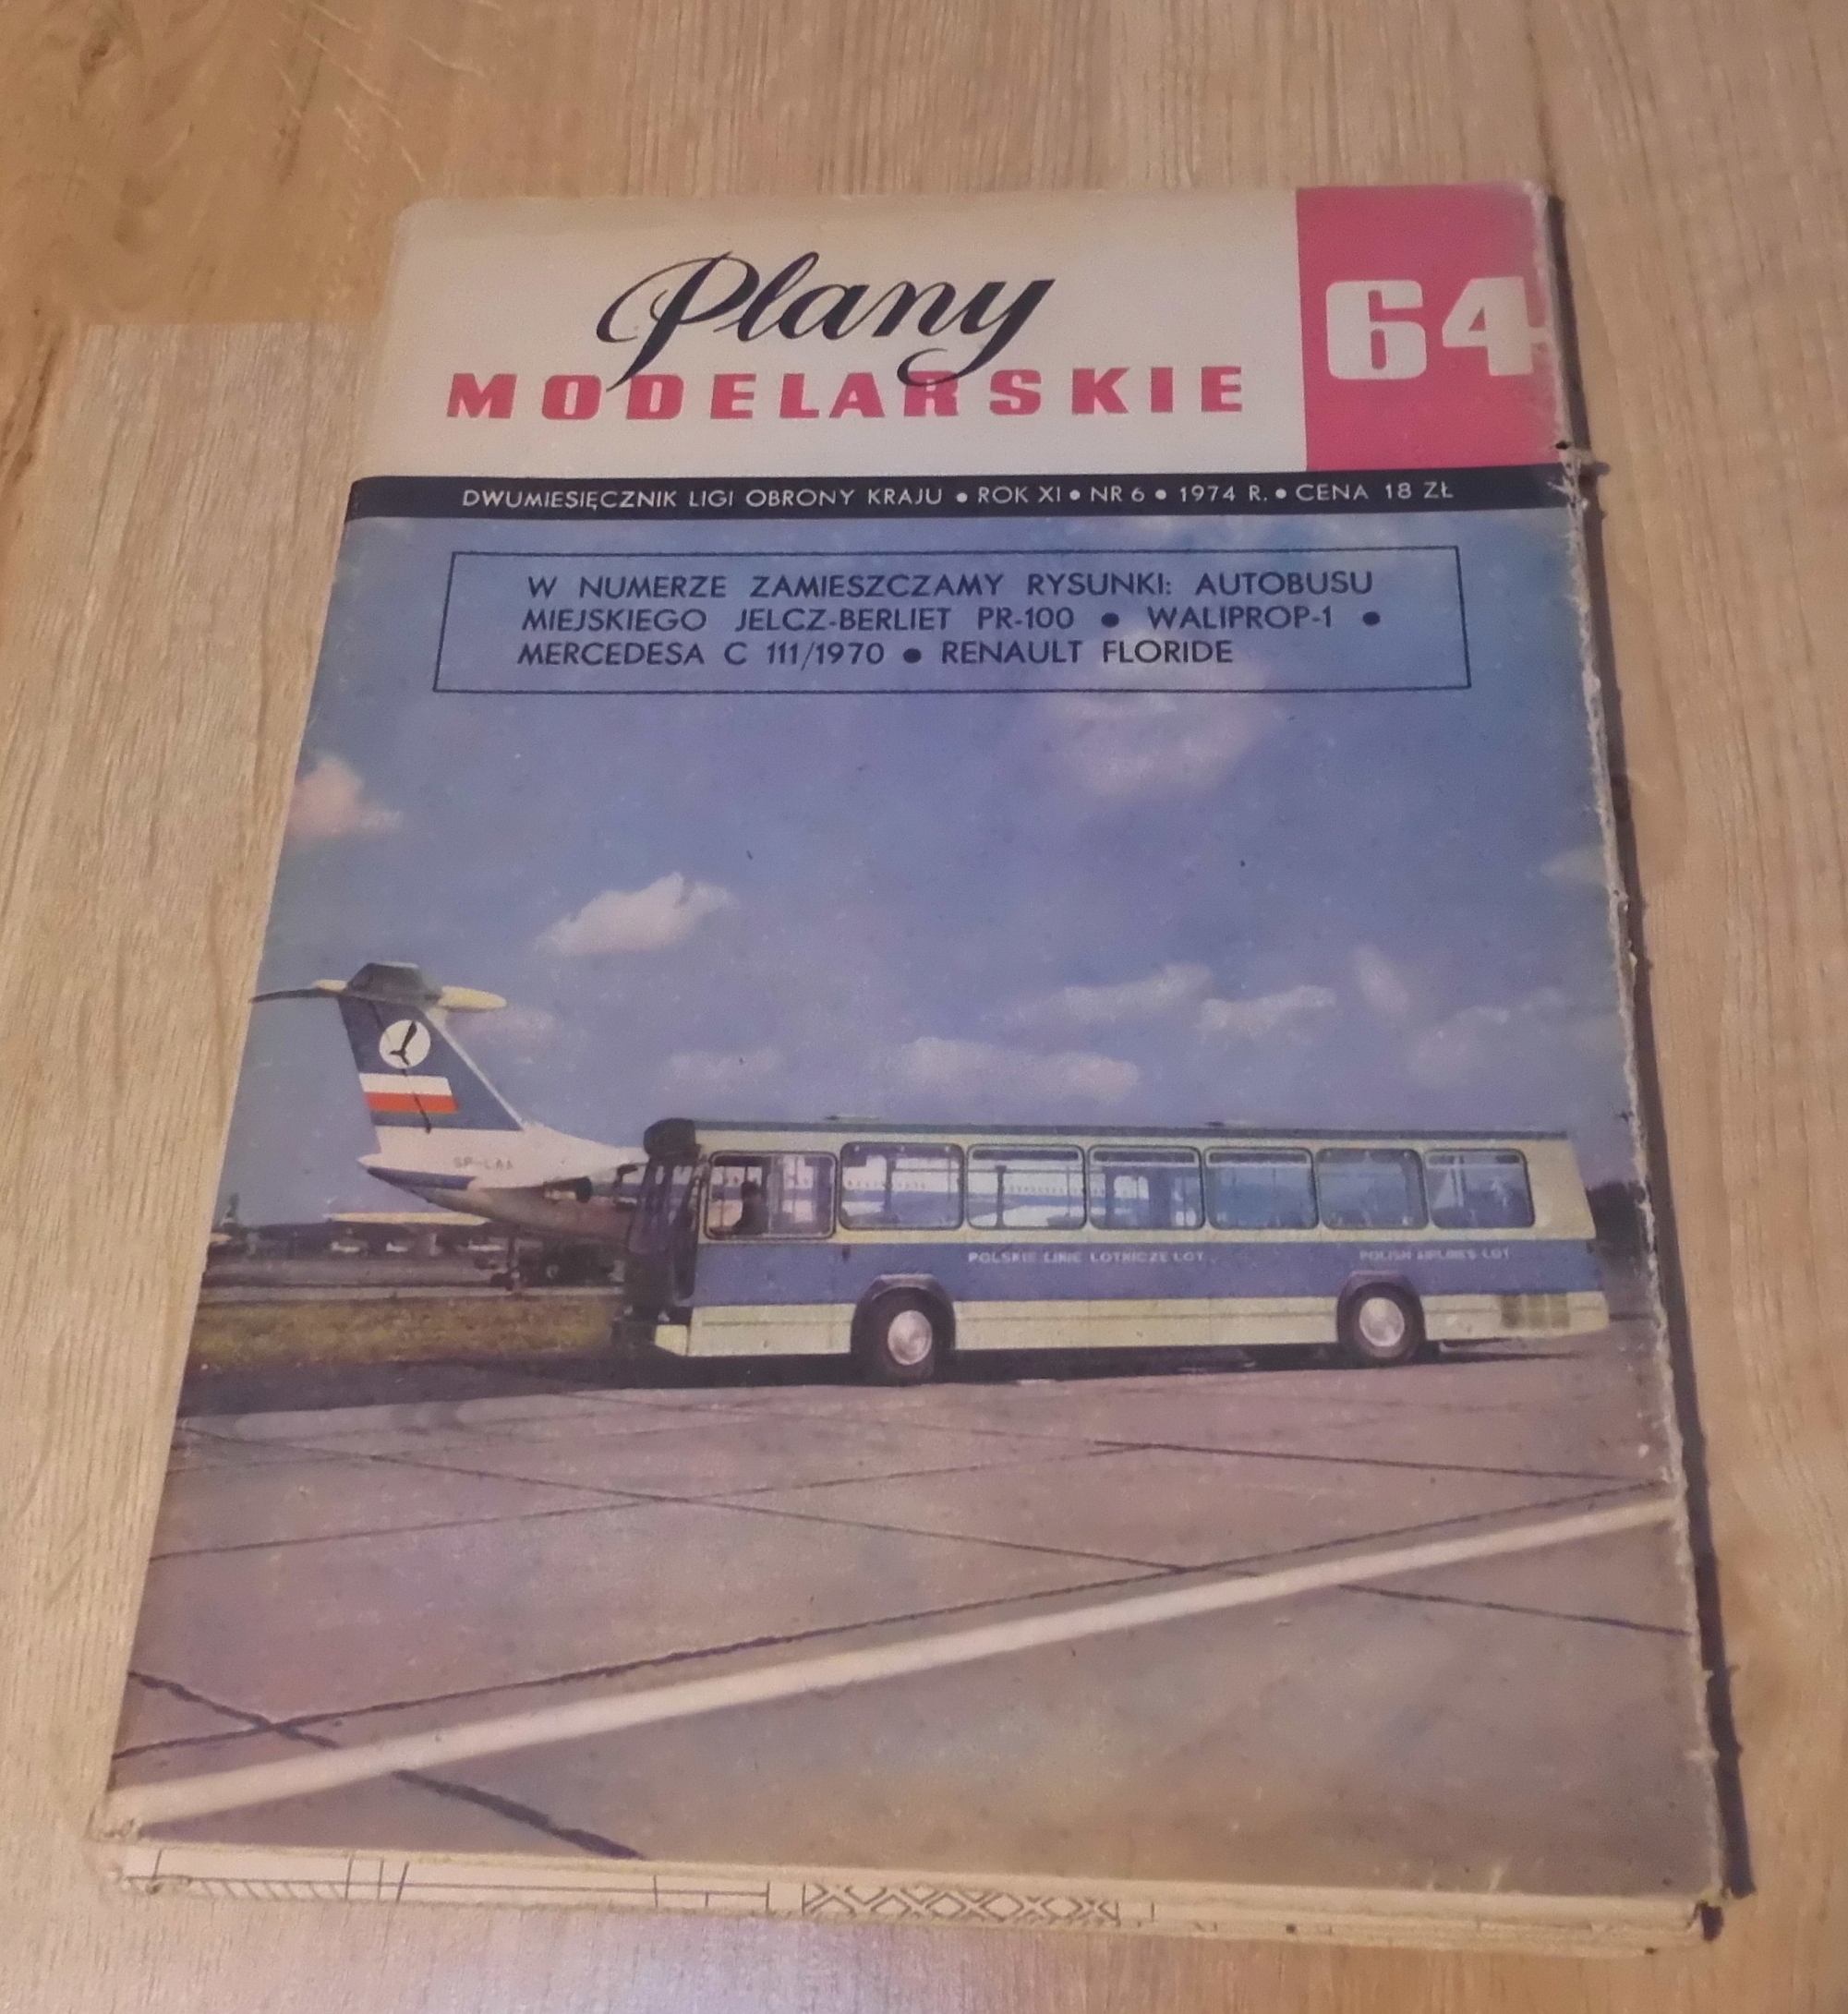 Plany
MODELARSKIE
64
DWUMIESIĘCZNIK LIGI OBRONY KRAJU • ROK XI • NR 6 • 1974 R. • CENA 18 ZŁ
W NUMERZE ZAMIESZCZAMY RYSUNKI: AUTOBUSU
MIEJSKIEGO JELCZ-BERLIET PR-100 • WALIPROP-1 •
MERCEDESA C 111/1970 • RENAULT FLORIDE
SP-LAA
POLSKIE LINIE LOTNICZE LOT
POLISH AIRLINES LOT